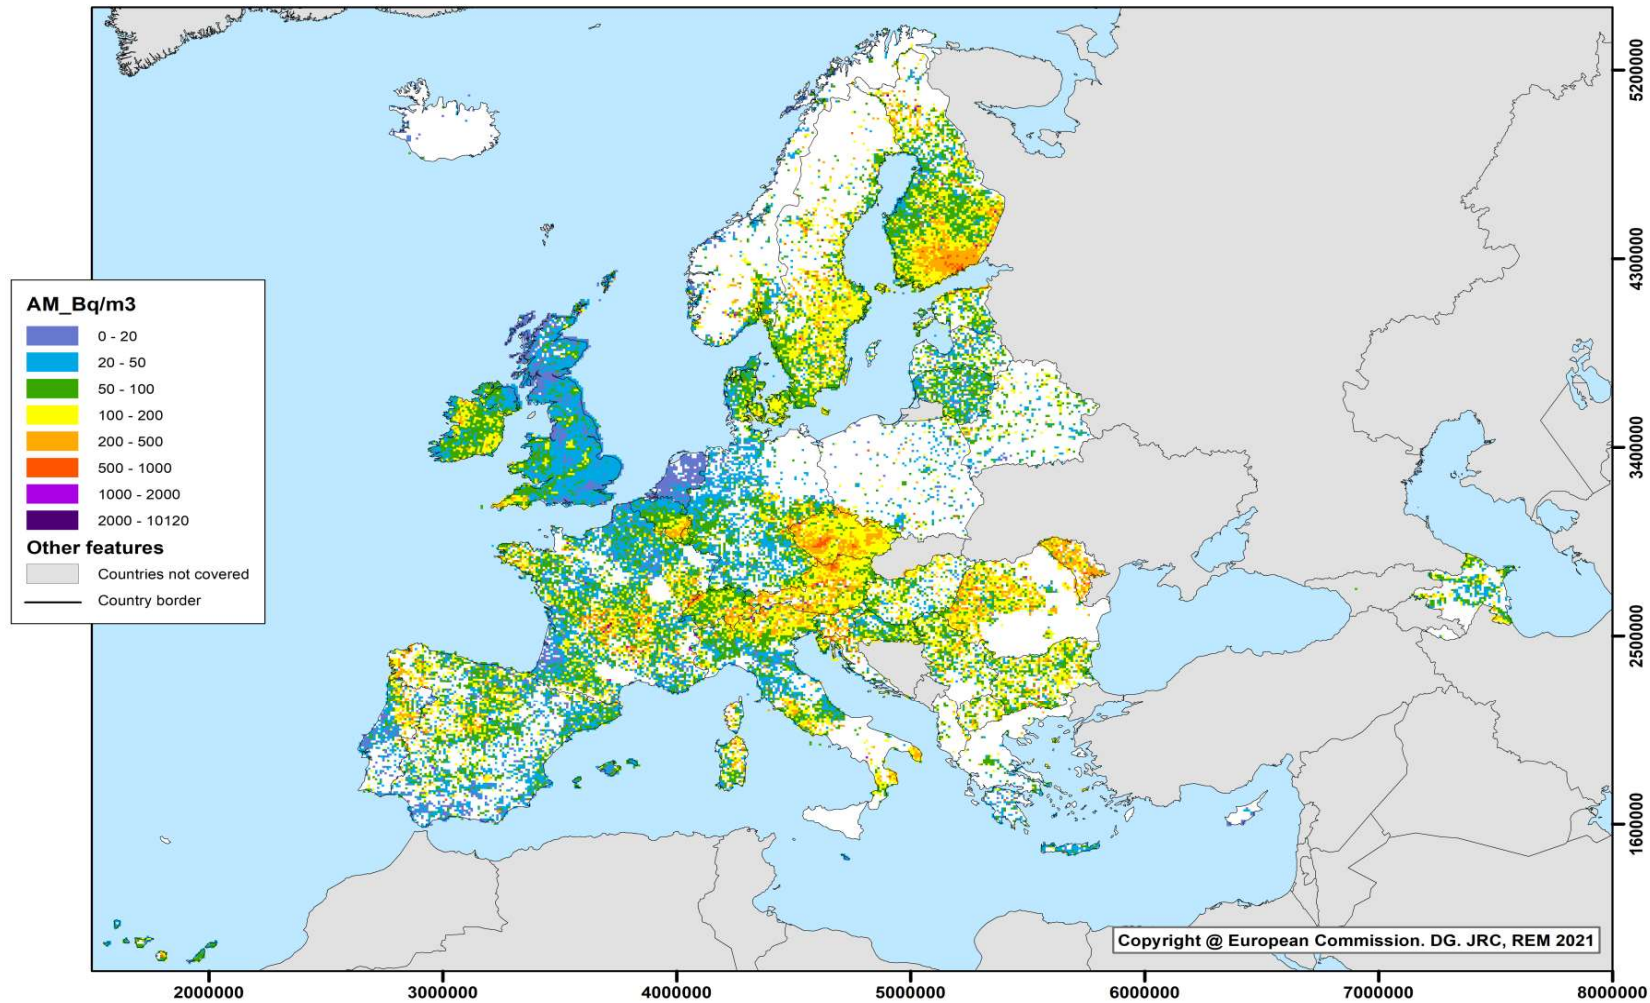 AM_Bq/m3
0 - 20
20 - 50
50 - 100
100 - 200
200 - 500
500 - 1000
1000 - 2000
2000 - 10120
Other features
Countries not covered
Country border
5200000
4300000
3400000
2500000
1600000
Copyright @ European Commission. DG. JRC, REM 2021
2000000 3000000 4000000 5000000 6000000 7000000 8000000